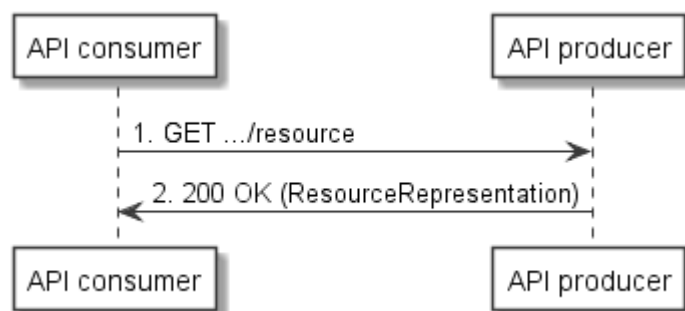 API consumer
API producer
1. GET .../resource
2. 200 OK (ResourceRepresentation)
API consumer
API producer